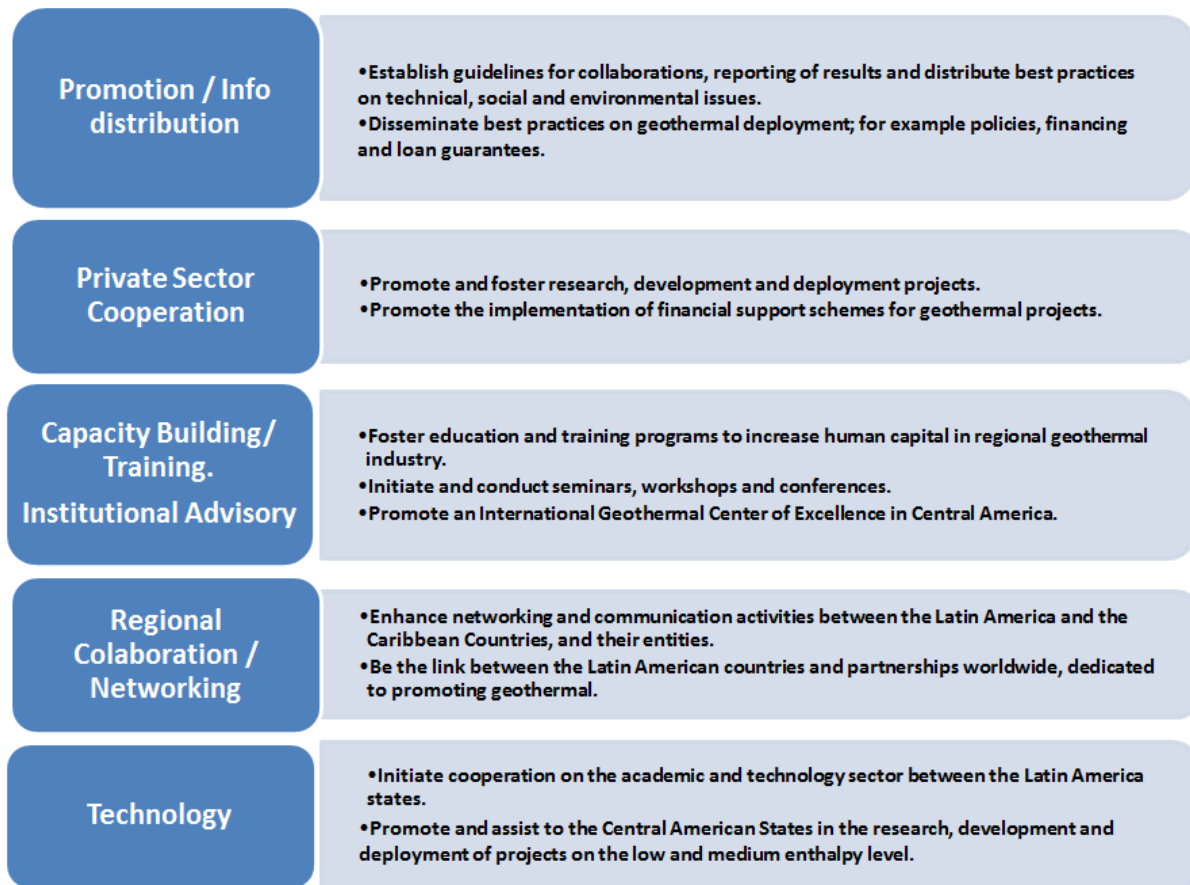 Promotion / Info
distribution
•Establish guidelines for collaborations, reporting of results and distribute best practices
on technical, social and environmental issues.
•Disseminate best practices on geothermal deployment; for example policies, financing
and loan guarantees.
Private Sector
Cooperation
•Promote and foster research, development and deployment projects.
•Promote the implementation of financial support schemes for geothermal projects.
Capacity Building/
Training.
Institutional Advisory
•Foster education and training programs to increase human capital in regional geothermal
industry.
•Initiate and conduct seminars, workshops and conferences.
•Promote an International Geothermal Center of Excellence in Central America.
Regional
Colaboration /
Networking
•Enhance networking and communication activities between the Latin America and the
Caribbean Countries, and their entities.
•Be the link between the Latin American countries and partnerships worldwide, dedicated
to promoting geothermal.
Technology
•Initiate cooperation on the academic and technology sector between the Latin America
states.
•Promote and assist to the Central American States in the research, development and
deployment of projects on the low and medium enthalpy level.